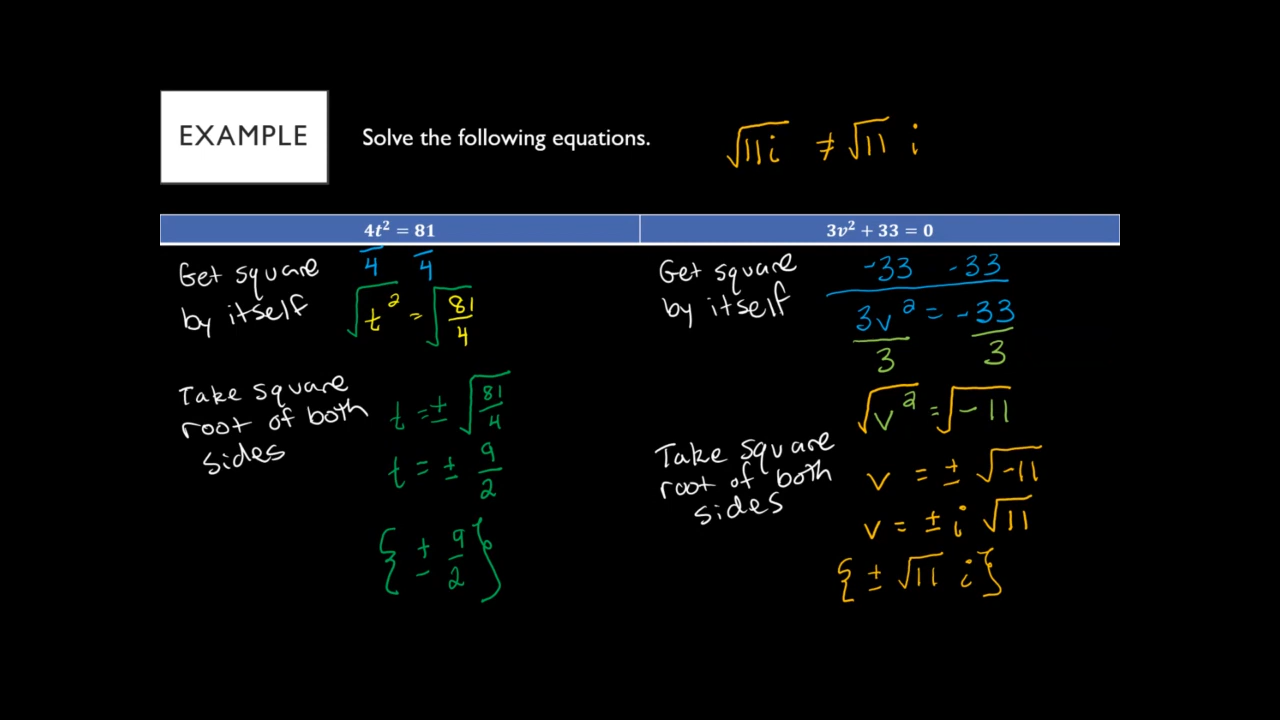 EXAMPLE
Solve the following equations.
√11i ≠ √11 i
4t² = 81
4 4
Get square
by itself
√t² = √81/4
Take square
root of both
sides
t = ± √81/4
t = ± 9/2
{± 9/2}
3v² + 33 = 0
-33 -33
Get square
by itself
3v² = -33
3 3
√v² = √-11
Take square
root of both
sides
v = ± √-11
v = ± i √11
{± √11 i}